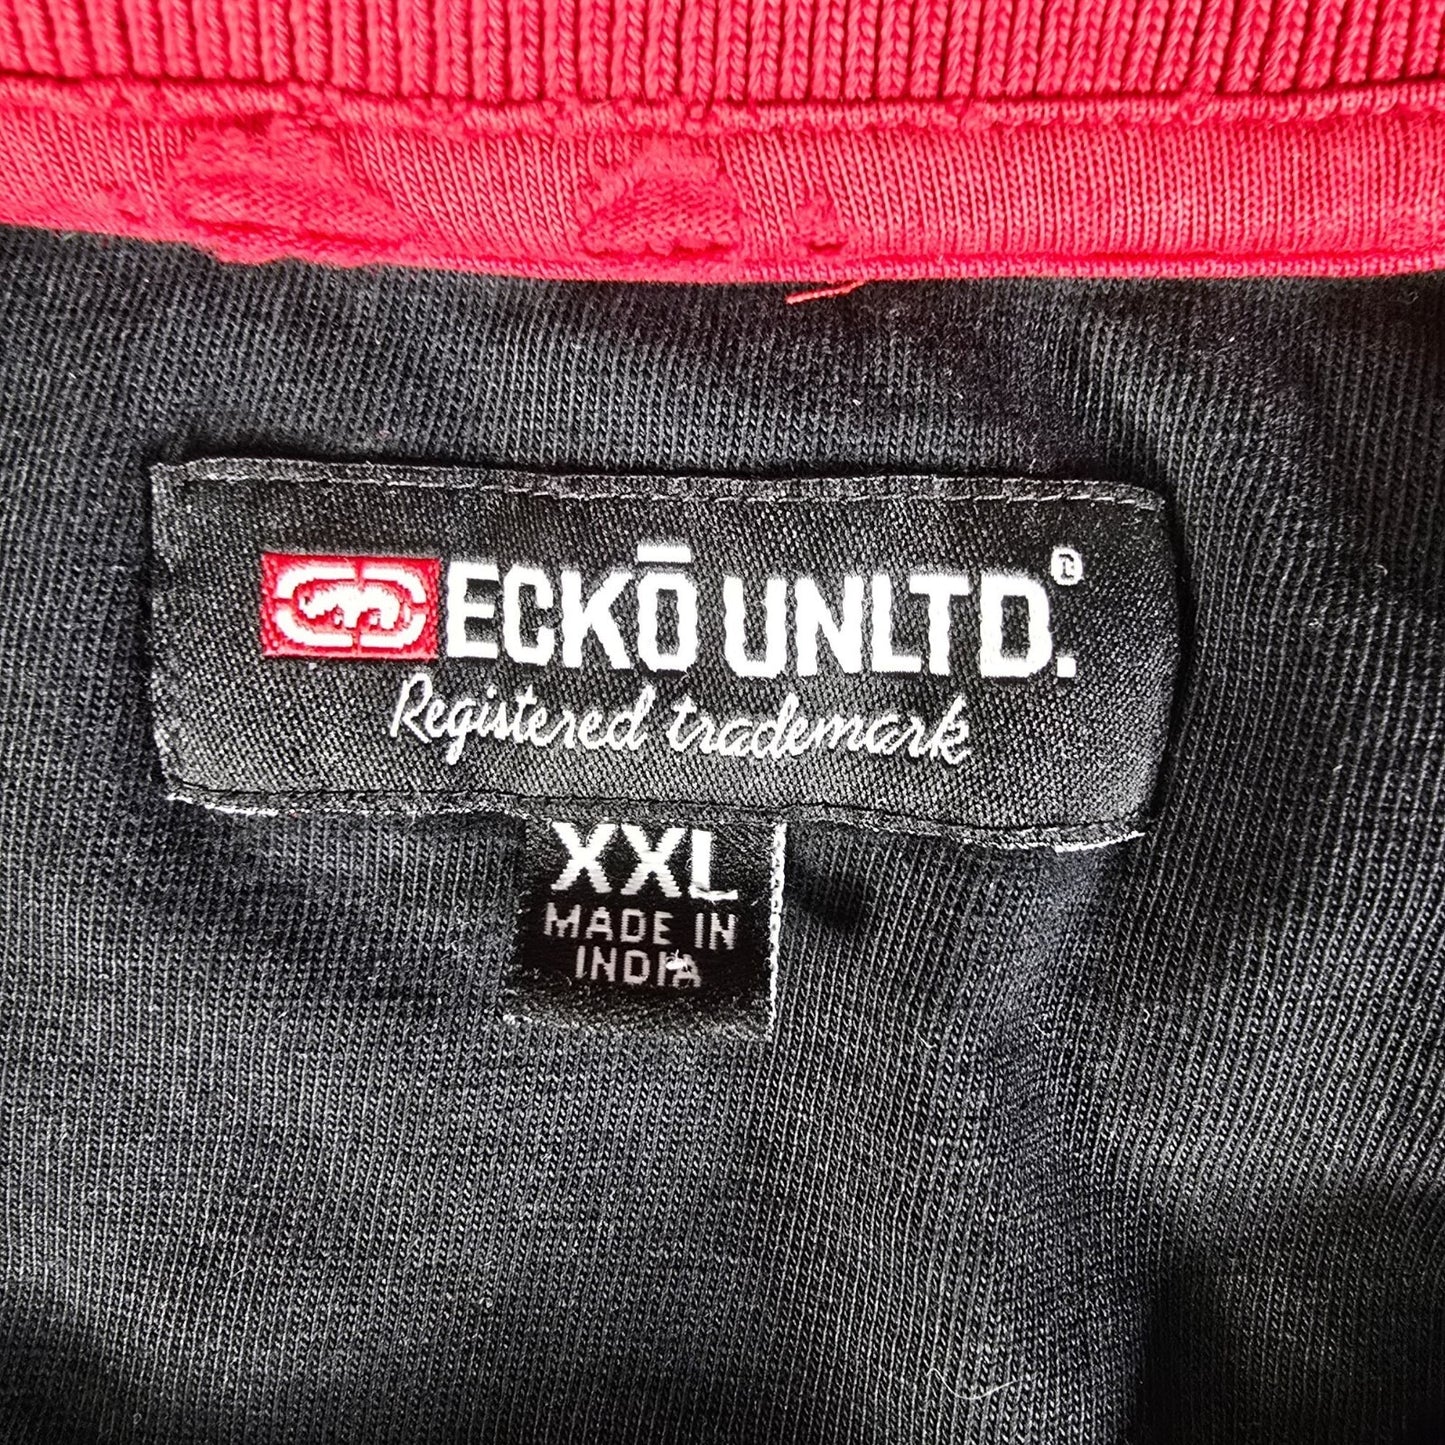 ECKŌ UNLTD.®
Registered trademark
XXL
MADE IN
INDIA